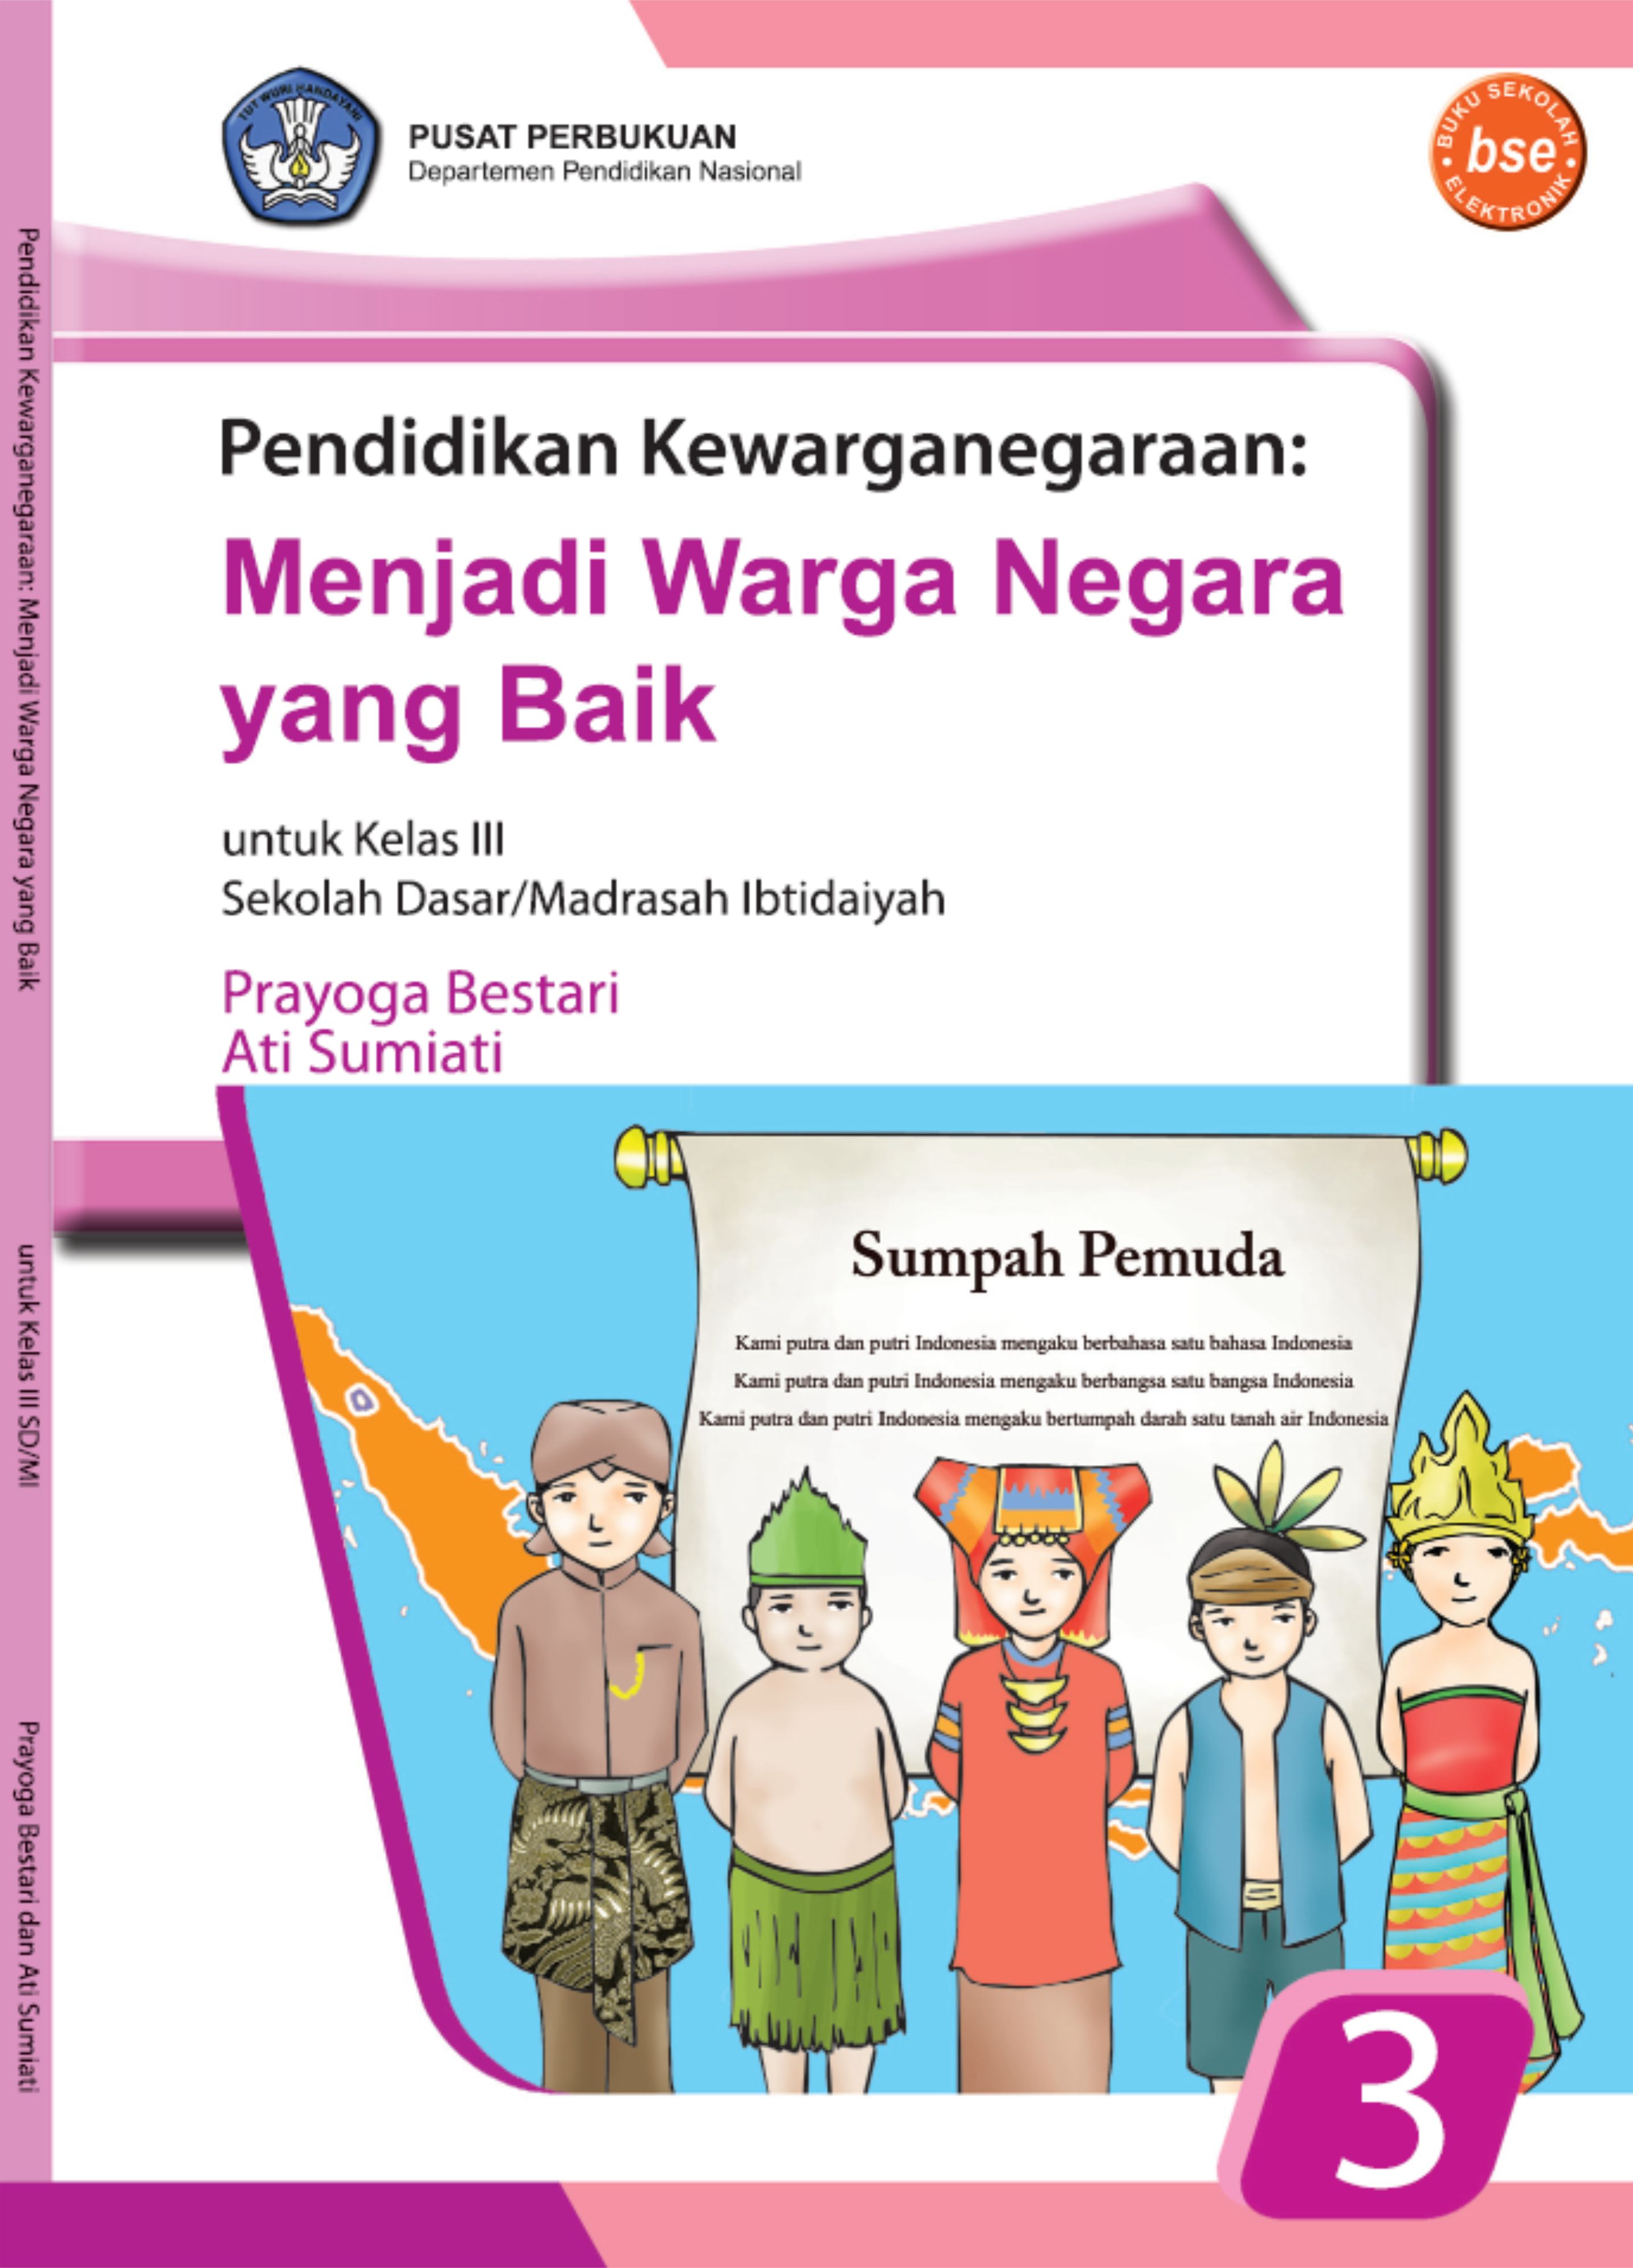 TUT WURI HANDAYANI
PUSAT PERBUKUAN
Departemen Pendidikan Nasional
BUKU SEKOLAH
bse
ELEKTRONIK
Pendidikan Kewarganegaraan:
Menjadi Warga Negara
yang Baik
untuk Kelas III
Sekolah Dasar/Madrasah Ibtidaiyah
Prayoga Bestari
Ati Sumiati
Sumpah Pemuda
Kami putra dan putri Indonesia mengaku berbahasa satu bahasa Indonesia
Kami putra dan putri Indonesia mengaku berbangsa satu bangsa Indonesia
Kami putra dan putri Indonesia mengaku bertumpah darah satu tanah air Indonesia
3
Pendidikan Kewarganegaraan: Menjadi Warga Negara yang Baik
untuk Kelas III SD/MI
Prayoga Bestari dan Ati Sumiati